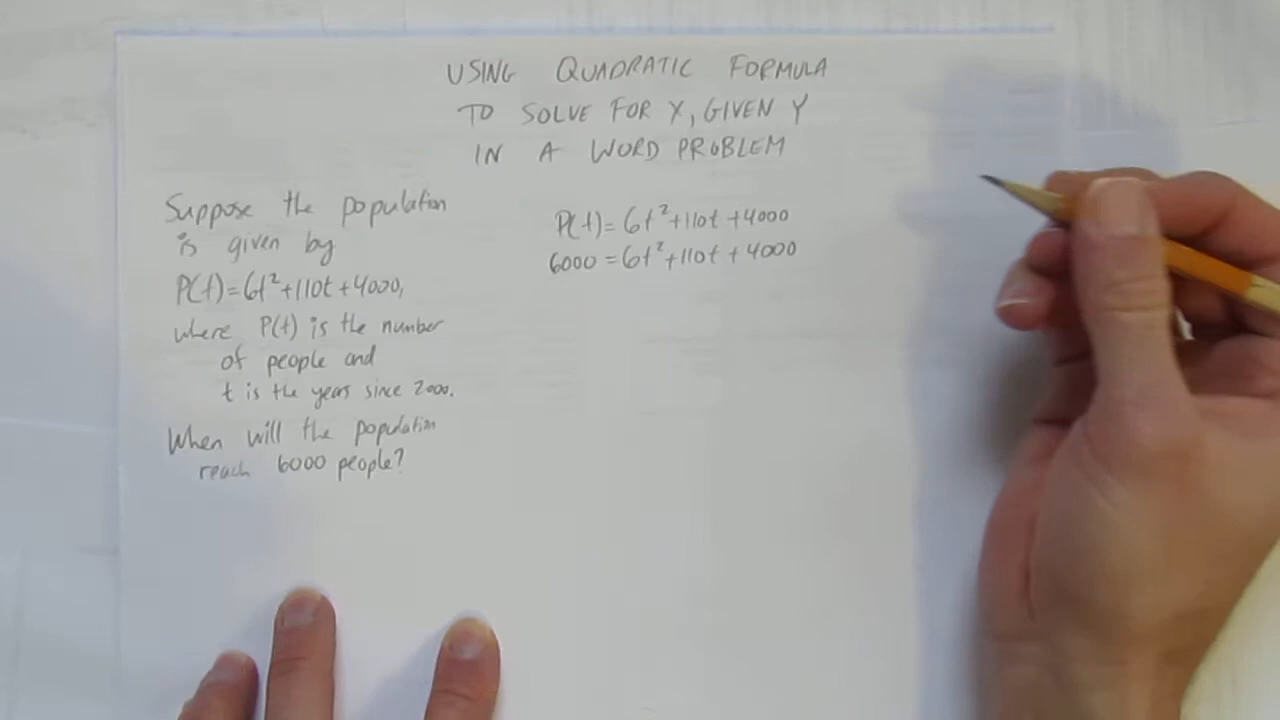 USING QUADRATIC FORMULA
TO SOLVE FOR X, GIVEN Y
IN A WORD PROBLEM
Suppose the population
is given by
P(t)=6t²+110t+4000,
where P(t) is the number
of people and
t is the years since 2000.
When will the population
reach 6000 people?
P(t)=6t²+110t+4000
6000=6t²+110t+4000